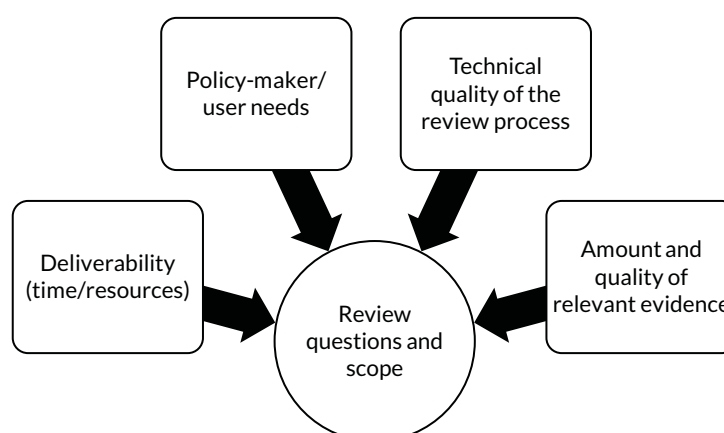 Policy-maker/
user needs
Technical
quality of the
review process
Deliverability
(time/resources)
Amount and
quality of
relevant evidence
Review
questions and
scope